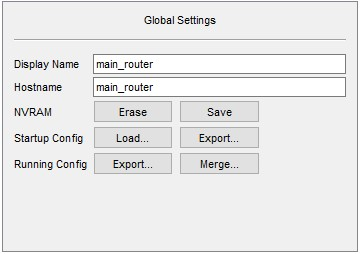 Global Settings
Display Name main_router
Hostname main_router
NVRAM Erase Save
Startup Config Load... Export...
Running Config Export... Merge...